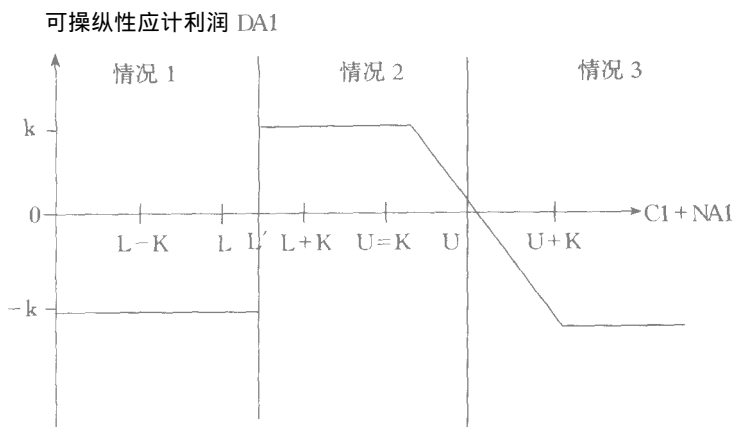 可操纵性应计利润 DA1
情况 1 情况 2 情况 3
k
0 C1+NA1
L-K L L′ L+K U=K U U+K
-k